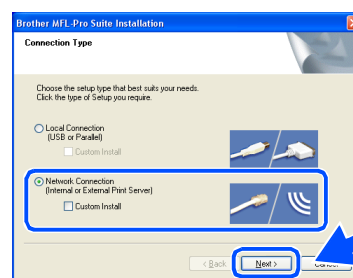 Brother MFL-Pro Suite Installation
Connection Type
Choose the setup type that best suits your needs.
Click the type of Setup you require.
Local Connection
(USB or Parallel)
Custom Install
Network Connection
(Internal or External Print Server)
Custom Install
< Back
Next >